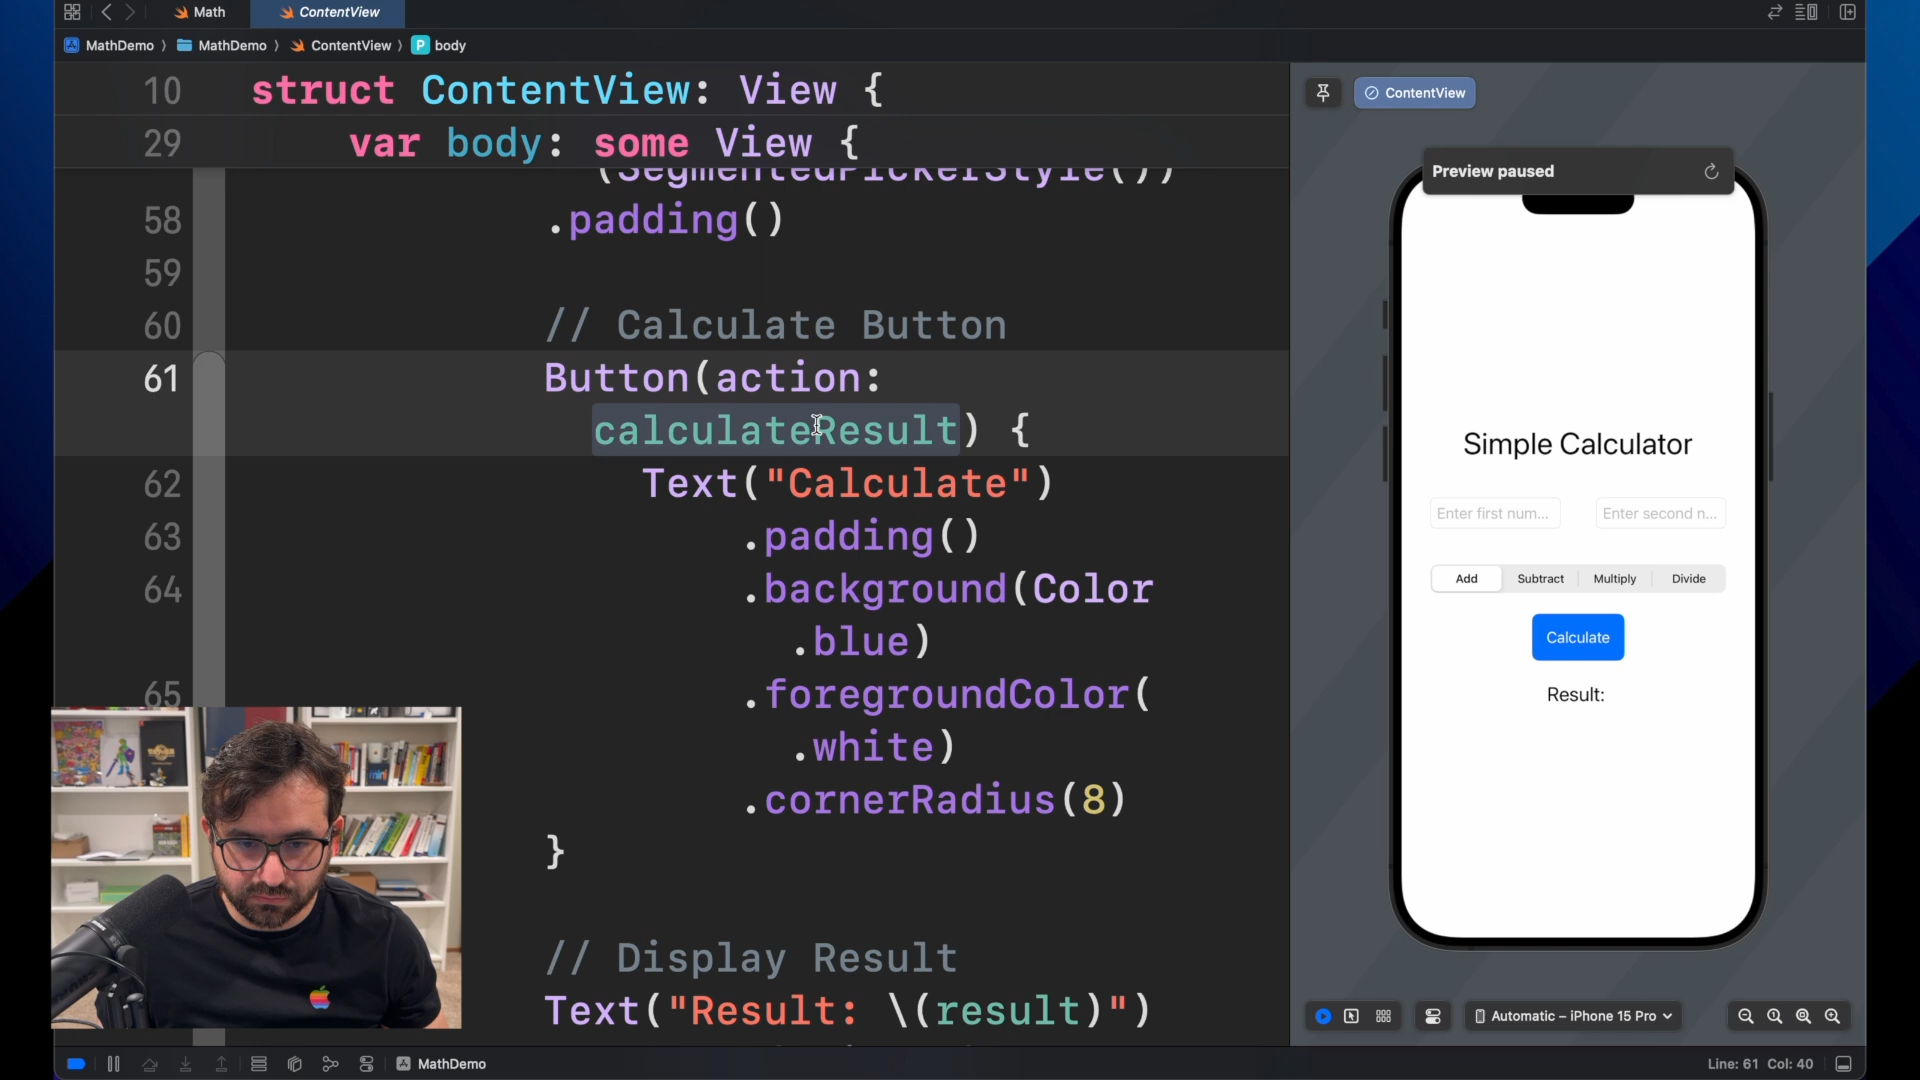 Math
ContentView
MathDemo
MathDemo
ContentView
P
body
10 struct ContentView: View {
29 var body: some View {
(SegmentedPickerStyle())
58 .padding()
59
60 // Calculate Button
61 Button(action:
calculateResult) {
62 Text("Calculate")
63 .padding()
64 .background(Color
.blue)
65 .foregroundColor(
.white)
.cornerRadius(8)
}
// Display Result
Text("Result: \(result)")
ContentView
Preview paused
Simple Calculator
Enter first num...
Enter second n...
Add
Subtract
Multiply
Divide
Calculate
Result:
Automatic – iPhone 15 Pro
MathDemo
Line: 61 Col: 40